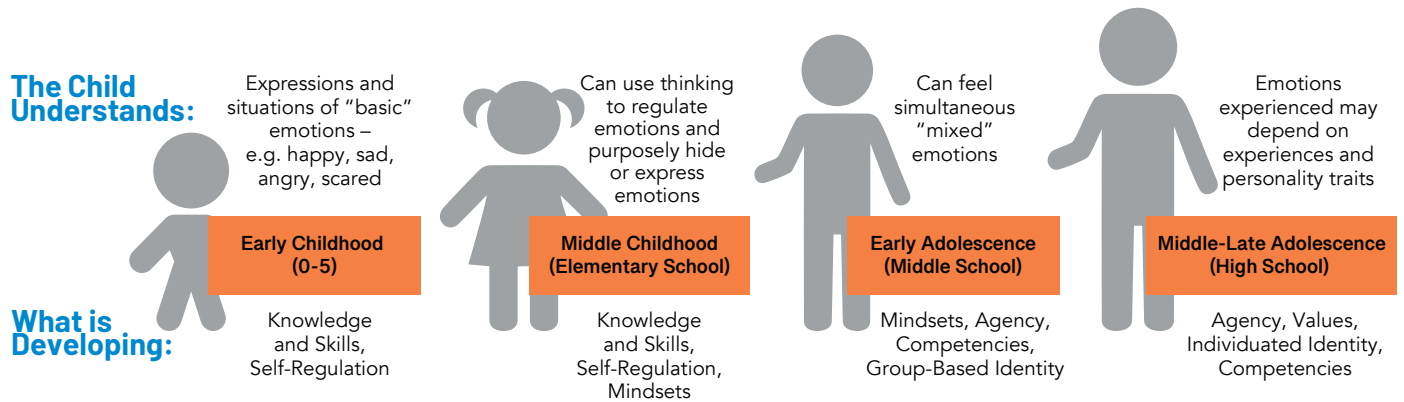 The Child
Understands:
Expressions and
situations of “basic”
emotions –
e.g. happy, sad,
angry, scared
Can use thinking
to regulate
emotions and
purposely hide
or express
emotions
Can feel
simultaneous
“mixed”
emotions
Emotions
experienced may
depend on
experiences and
personality traits
Early Childhood
(0-5)
Middle Childhood
(Elementary School)
Early Adolescence
(Middle School)
Middle-Late Adolescence
(High School)
What is
Developing:
Knowledge
and Skills,
Self-Regulation
Knowledge
and Skills,
Self-Regulation,
Mindsets
Mindsets, Agency,
Competencies,
Group-Based Identity
Agency, Values,
Individuated Identity,
Competencies